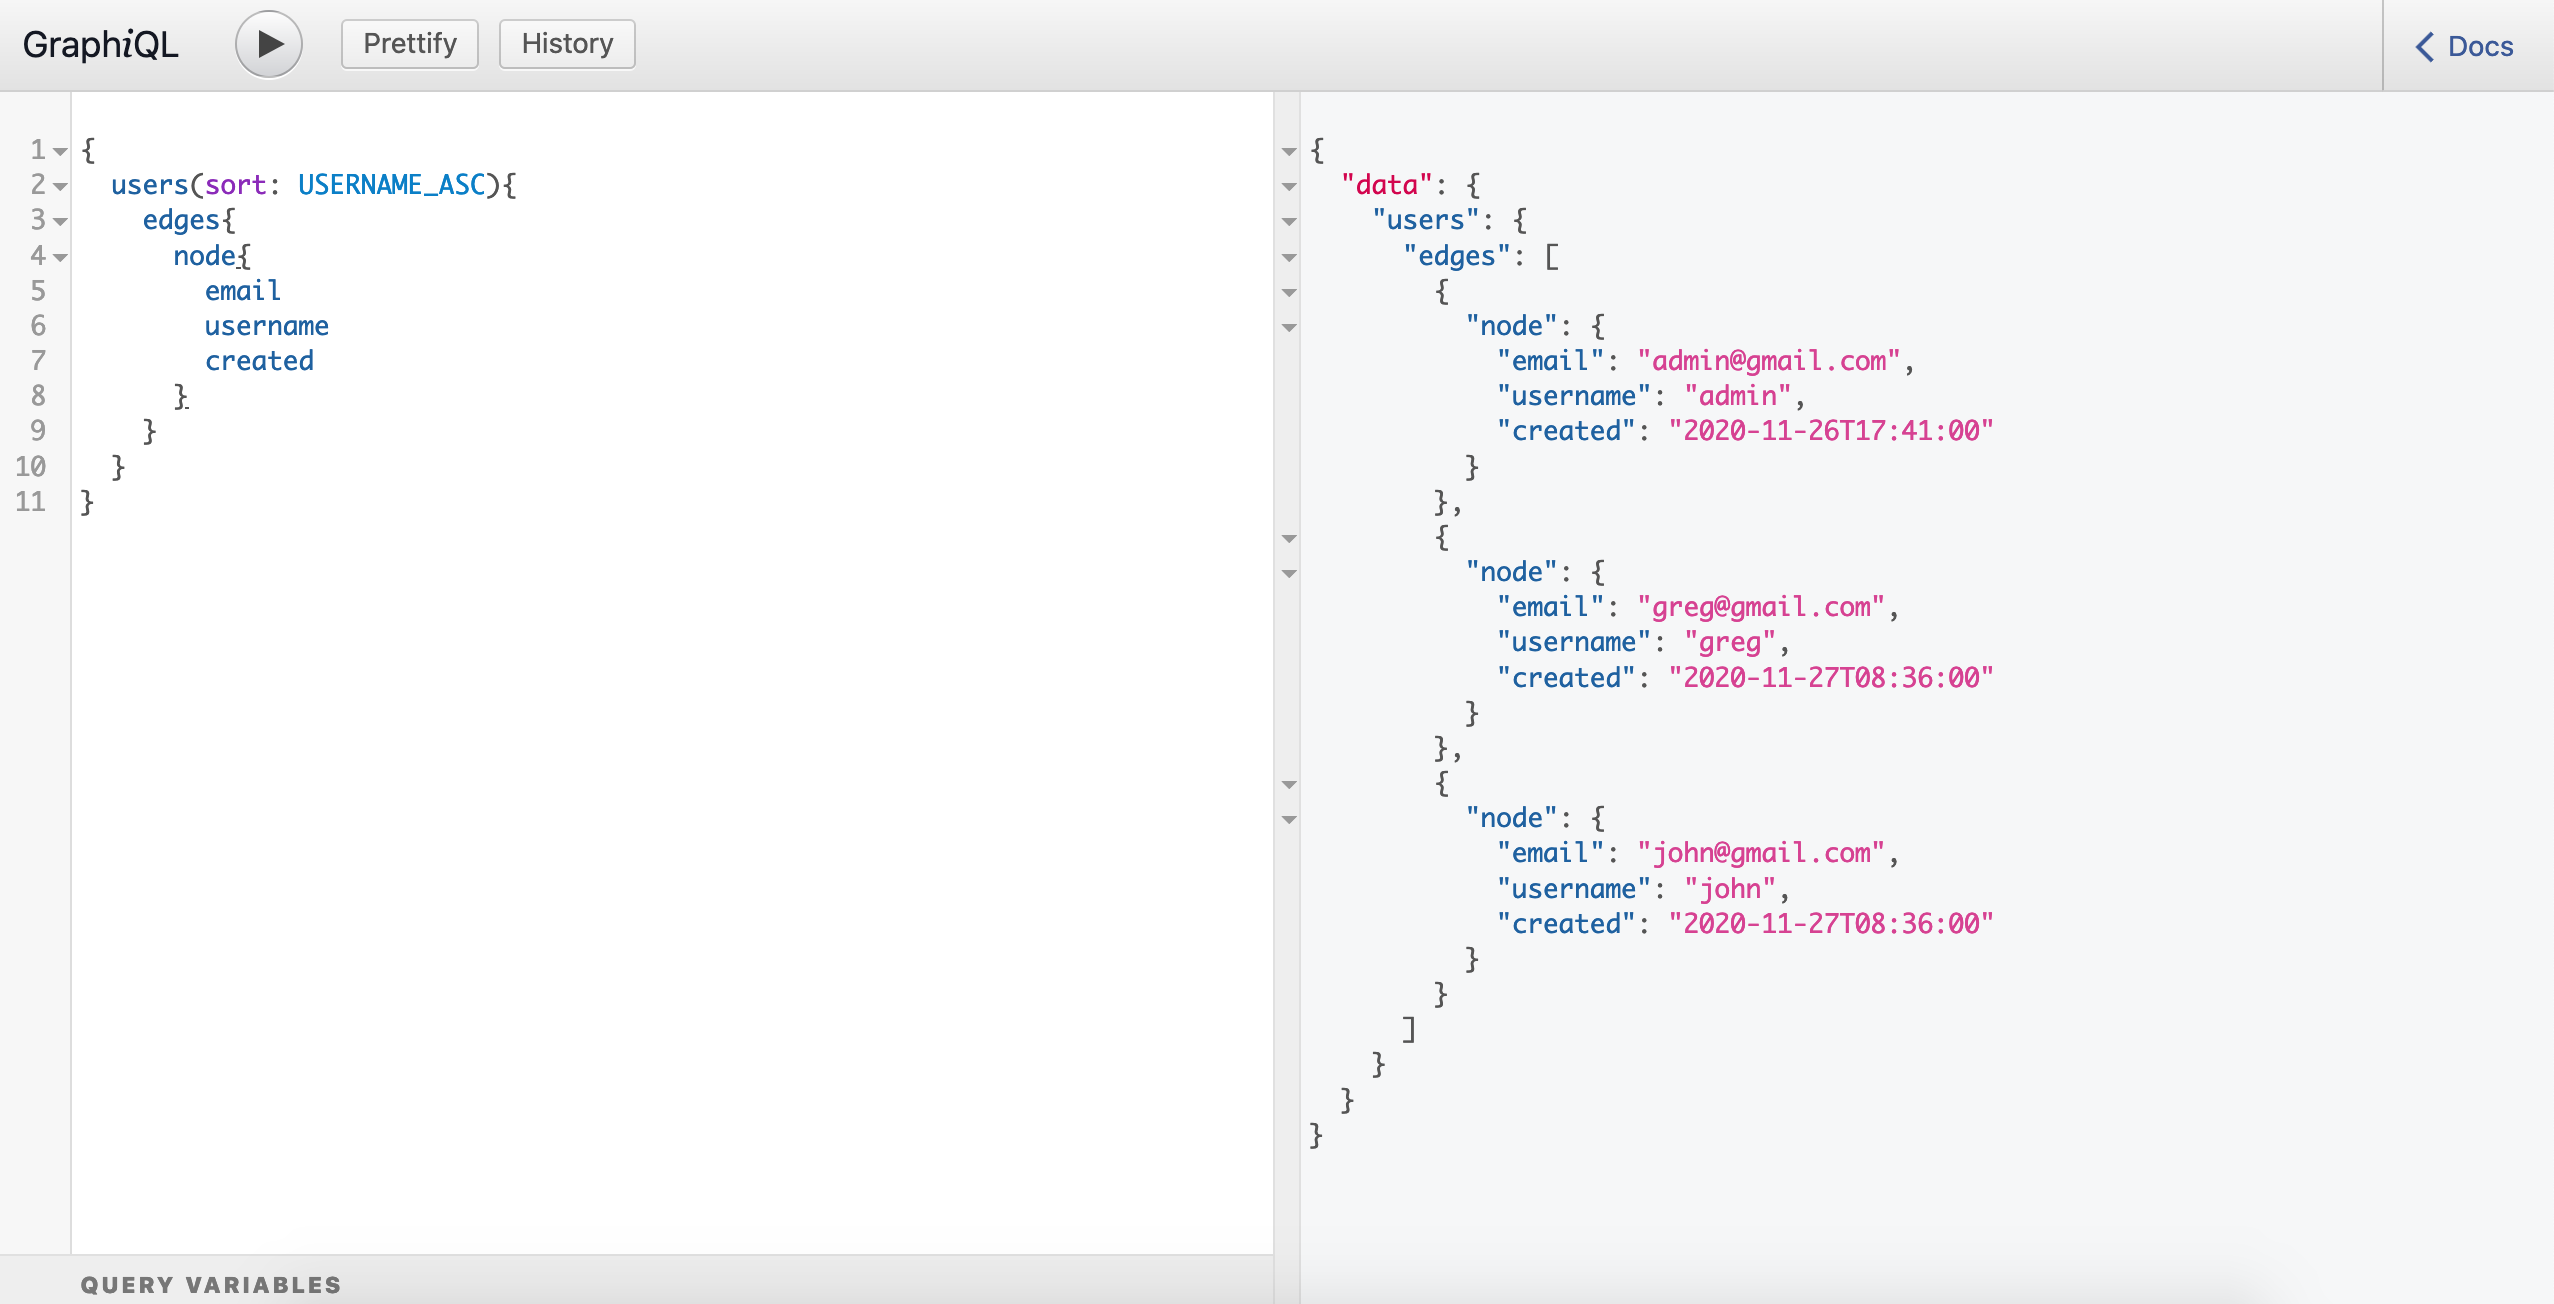 GraphiQL Prettify History Docs
1 {
2 users(sort: USERNAME_ASC){
3 edges{
4 node{
5 email
6 username
7 created
8 }
9 }
10 }
11 }
QUERY VARIABLES
{
"data": {
"users": {
"edges": [
{
"node": {
"email": "admin@gmail.com",
"username": "admin",
"created": "2020-11-26T17:41:00"
}
},
{
"node": {
"email": "greg@gmail.com",
"username": "greg",
"created": "2020-11-27T08:36:00"
}
},
{
"node": {
"email": "john@gmail.com",
"username": "john",
"created": "2020-11-27T08:36:00"
}
}
]
}
}
}